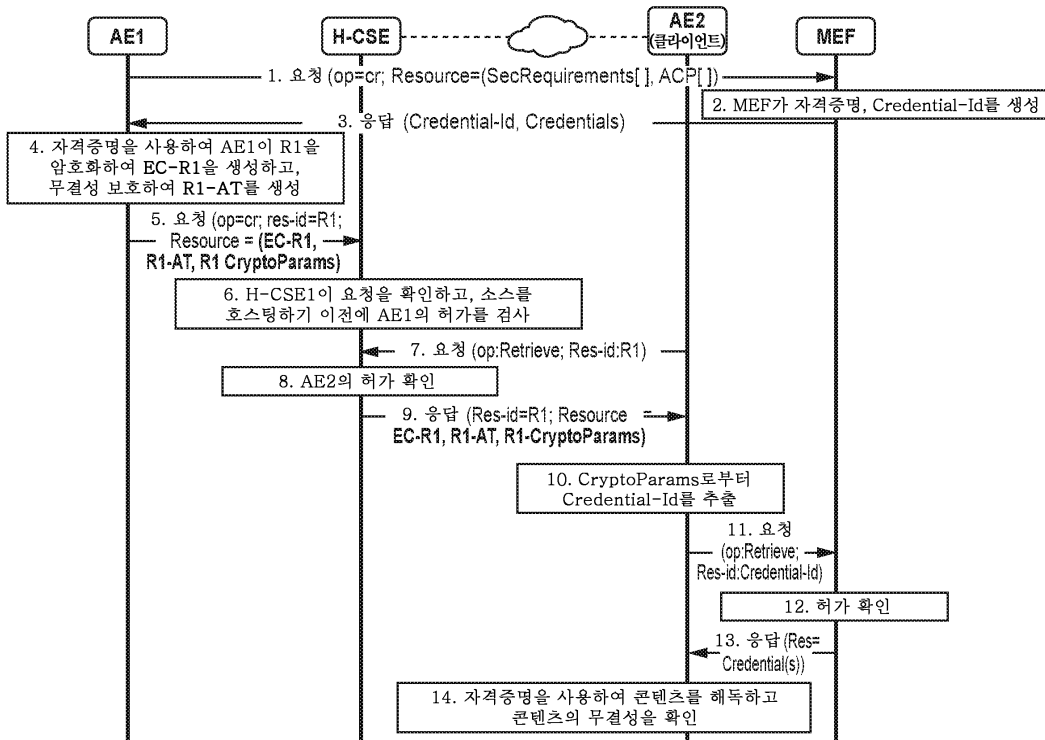 AE1
H-CSE
AE2
(클라이언트)
MEF
1. 요청 (op=cr; Resource=(SecRequirements[ ], ACP[ ])
2. MEF가 자격증명, Credential-Id를 생성
3. 응답 (Credential-Id, Credentials)
4. 자격증명을 사용하여 AE1이 R1을
암호화하여 EC-R1을 생성하고,
무결성 보호하여 R1-AT를 생성
5. 요청 (op=cr; res-id=R1;
Resource = (EC-R1,
R1-AT, R1 CryptoParams)
6. H-CSE1이 요청을 확인하고, 소스를
호스팅하기 이전에 AE1의 허가를 검사
7. 요청 (op:Retrieve; Res-id:R1)
8. AE2의 허가 확인
9. 응답 (Res-id=R1; Resource =
EC-R1, R1-AT, R1-CryptoParams)
10. CryptoParams로부터
Credential-Id를 추출
11. 요청
(op:Retrieve;
Res-id:Credential-Id)
12. 허가 확인
13. 응답 (Res=
Credential(s))
14. 자격증명을 사용하여 콘텐츠를 해독하고
콘텐츠의 무결성을 확인